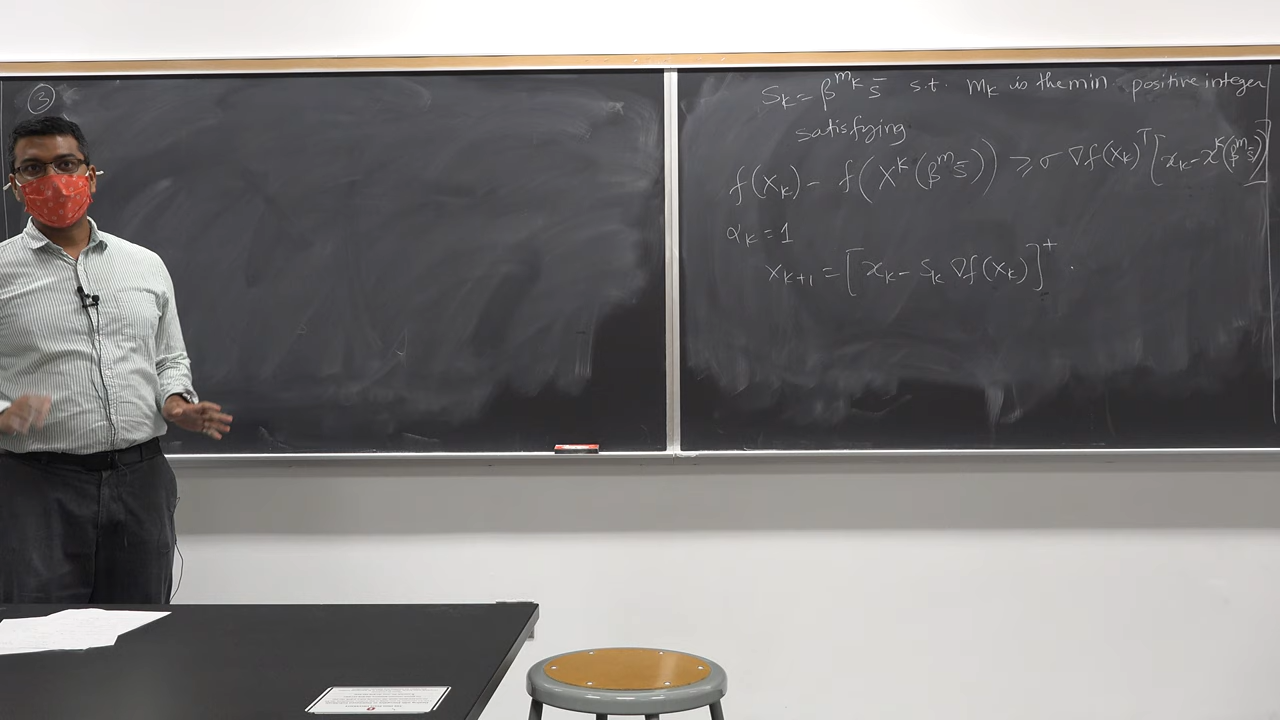 ③
S_k = β^{m_k} s̄ s.t. m_k is the min. positive integer
satisfying
f(x_k) - f(x^k(β^m s̄)) ≥ σ ∇f(x_k)^T [x_k - x^k(β^m s̄)]
α_k = 1
x_{k+1} = [x_k - S_k ∇f(x_k)]^+ .